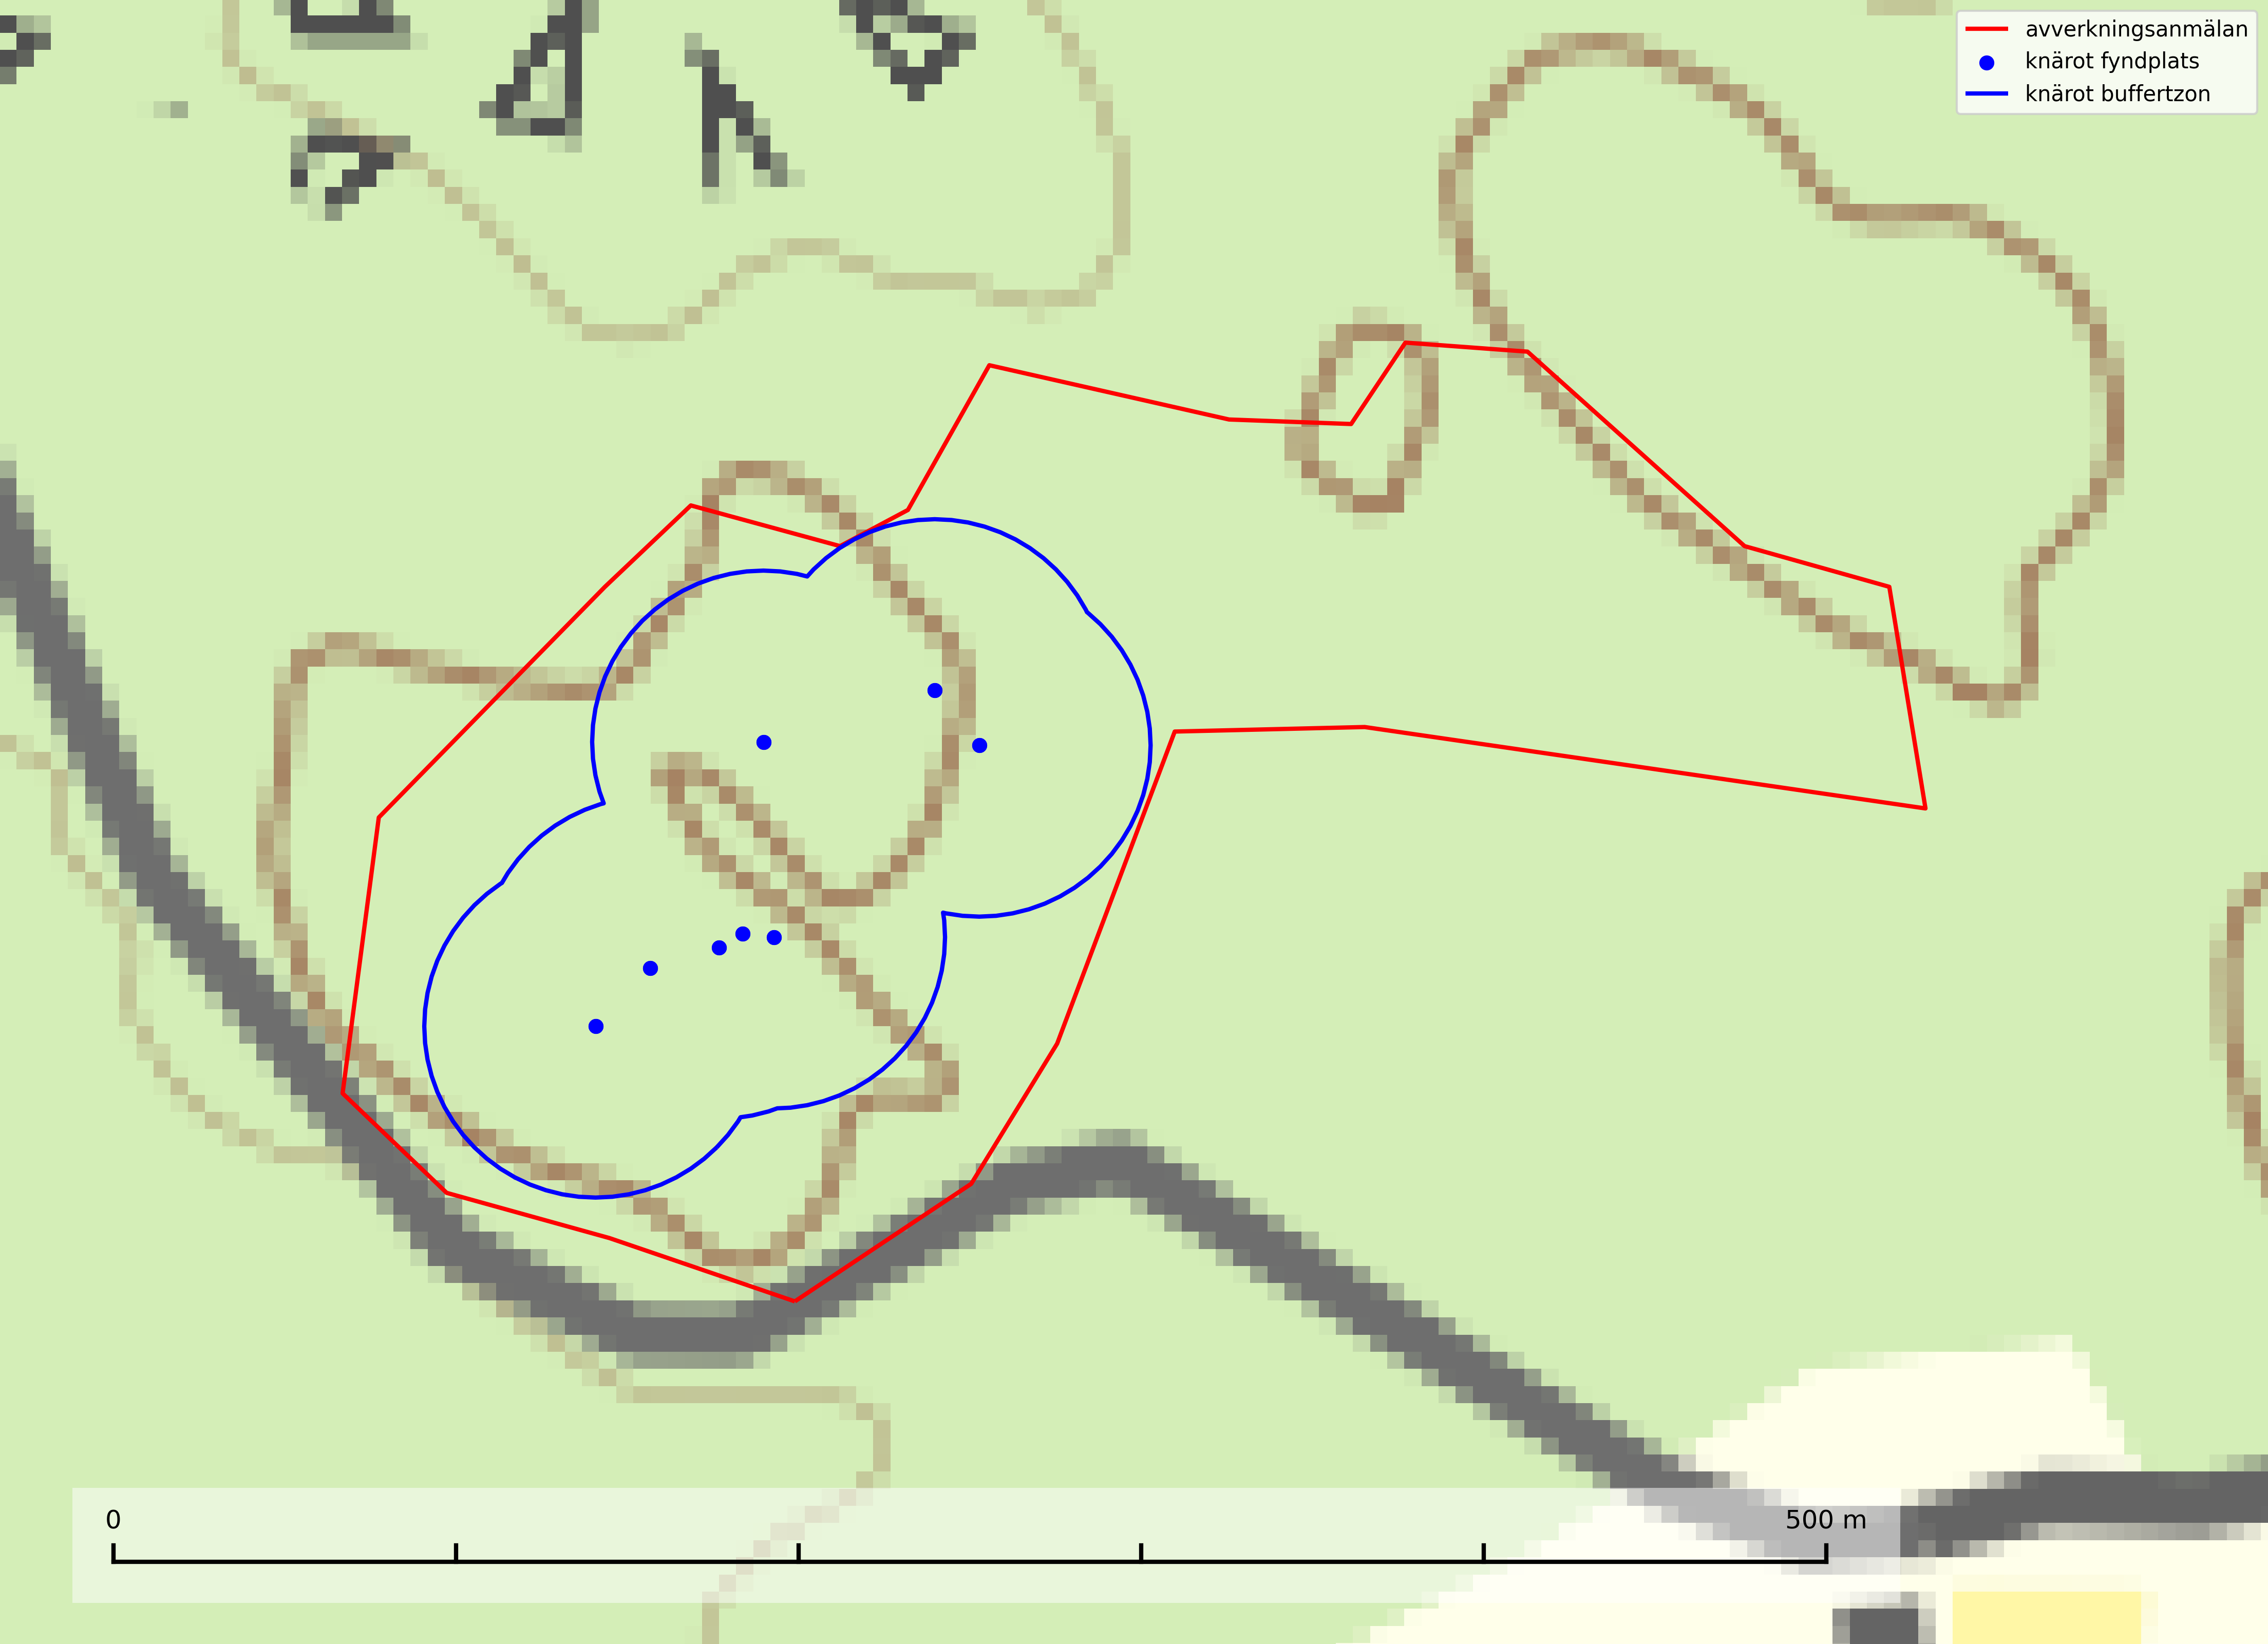 avverkningsanmälan
knärot fyndplats
knärot buffertzon
0
500 m